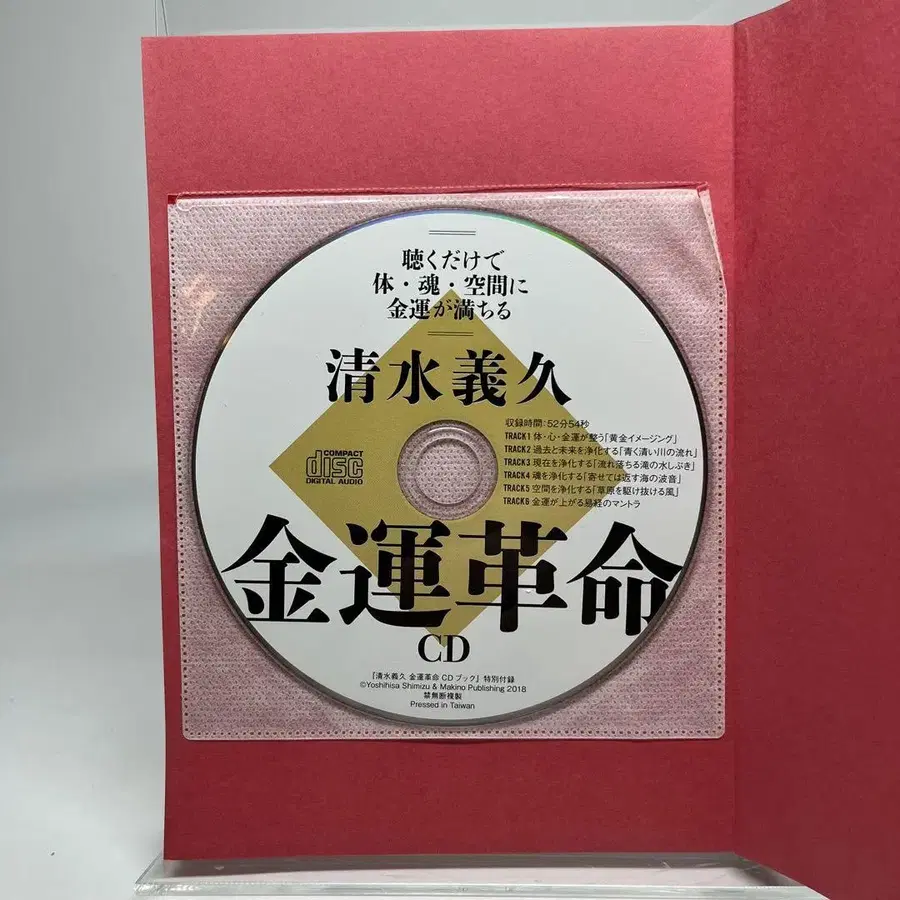 聴くだけで
体・魂・空間に
金運が満ちる
清水義久
収録時間:52分54秒
TRACK1 体・心・金運が整う「黄金イメージング」
TRACK2 過去と未来を浄化する「青く清い川の流れ」
TRACK3 現在を浄化する「流れ落ちる滝の水しぶき」
TRACK4 魂を浄化する「寄せては返す海の波音」
TRACK5 空間を浄化する「草原を駆け抜ける風」
TRACK6 金運が上がる易経のマントラ
COMPACT
disc
DIGITAL AUDIO
金運革命
CD
『清水義久 金運革命 CD ブック』特別付録
©Yoshihisa Shimizu & Makino Publishing 2018
禁無断複製
Pressed in Taiwan